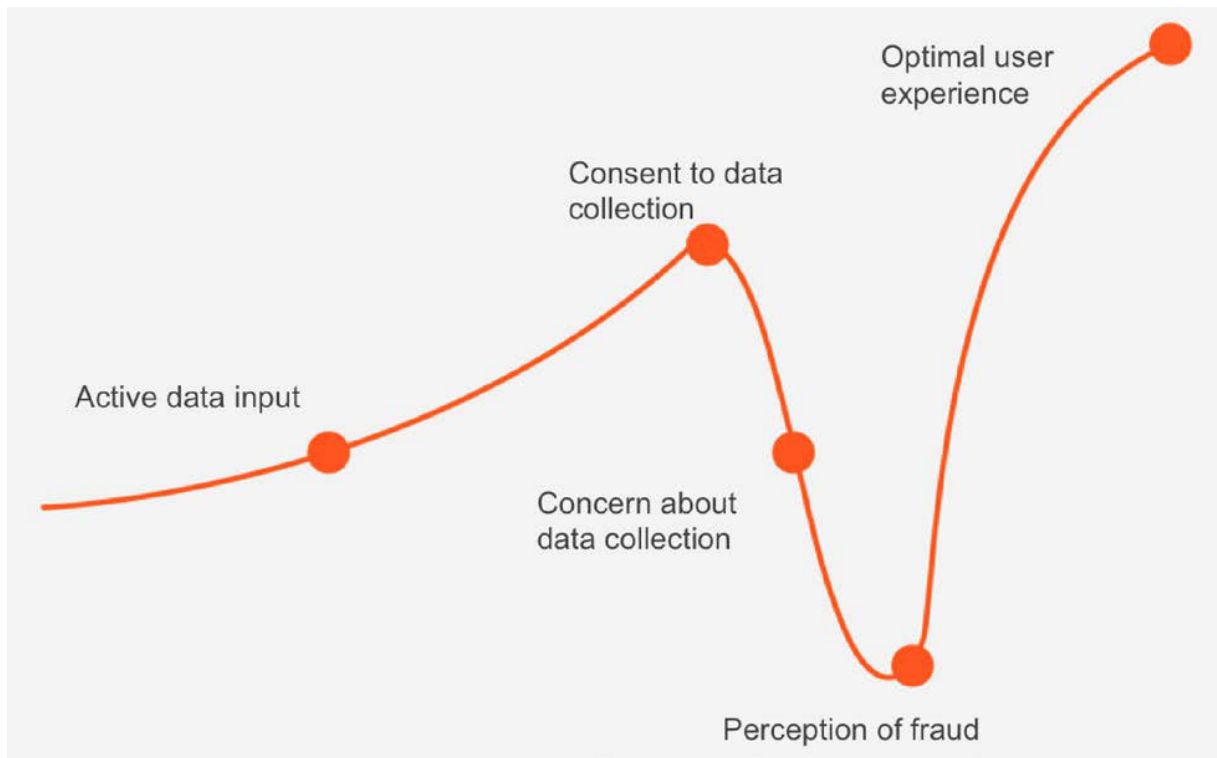 Optimal user
experience
Consent to data
collection
Active data input
Concern about
data collection
Perception of fraud